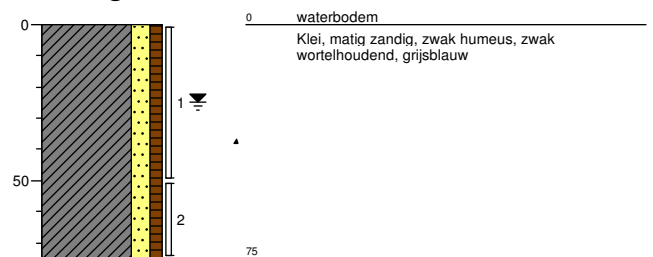 0
waterbodem
0
Klei, matig zandig, zwak humeus, zwak
wortelhoudend, grijsblauw
1
50
2
75